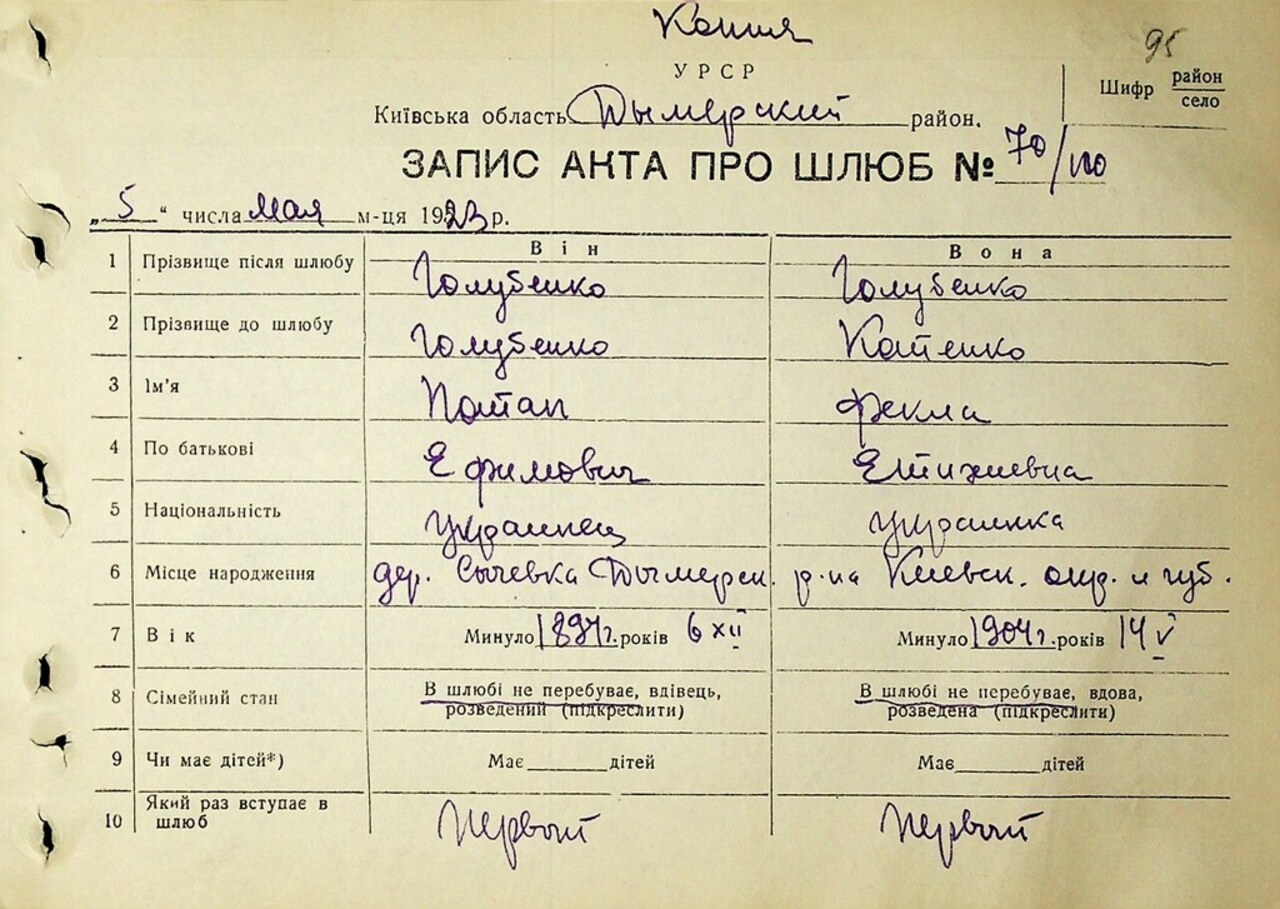 Копия
95
УРСР
Шифр район село
Київська область Дымерский район.
ЗАПИС АКТА ПРО ШЛЮБ № 70/
„5“ числа мая м-ця 1923 р.
Він Вона
1 Прізвище після шлюбу Голубенко Голубенко
2 Прізвище до шлюбу Голубенко Катенко
3 Ім'я Потап Фекла
4 По батькові Ефимович Евтихиевна
5 Національність украинец украинка
6 Місце народження дер. Сычевка Дымерск. р-на Киевск. окр. и губ.
7 Вік Минуло 1897г. років 6 XII Минуло 1904г. років 14 V
8 Сімейний стан В шлюбі не перебуває, вдівець, розведений (підкреслити) В шлюбі не перебуває, вдова, розведена (підкреслити)
9 Чи має дітей*) Має дітей Має дітей
10 Який раз вступає в шлюб первый первый